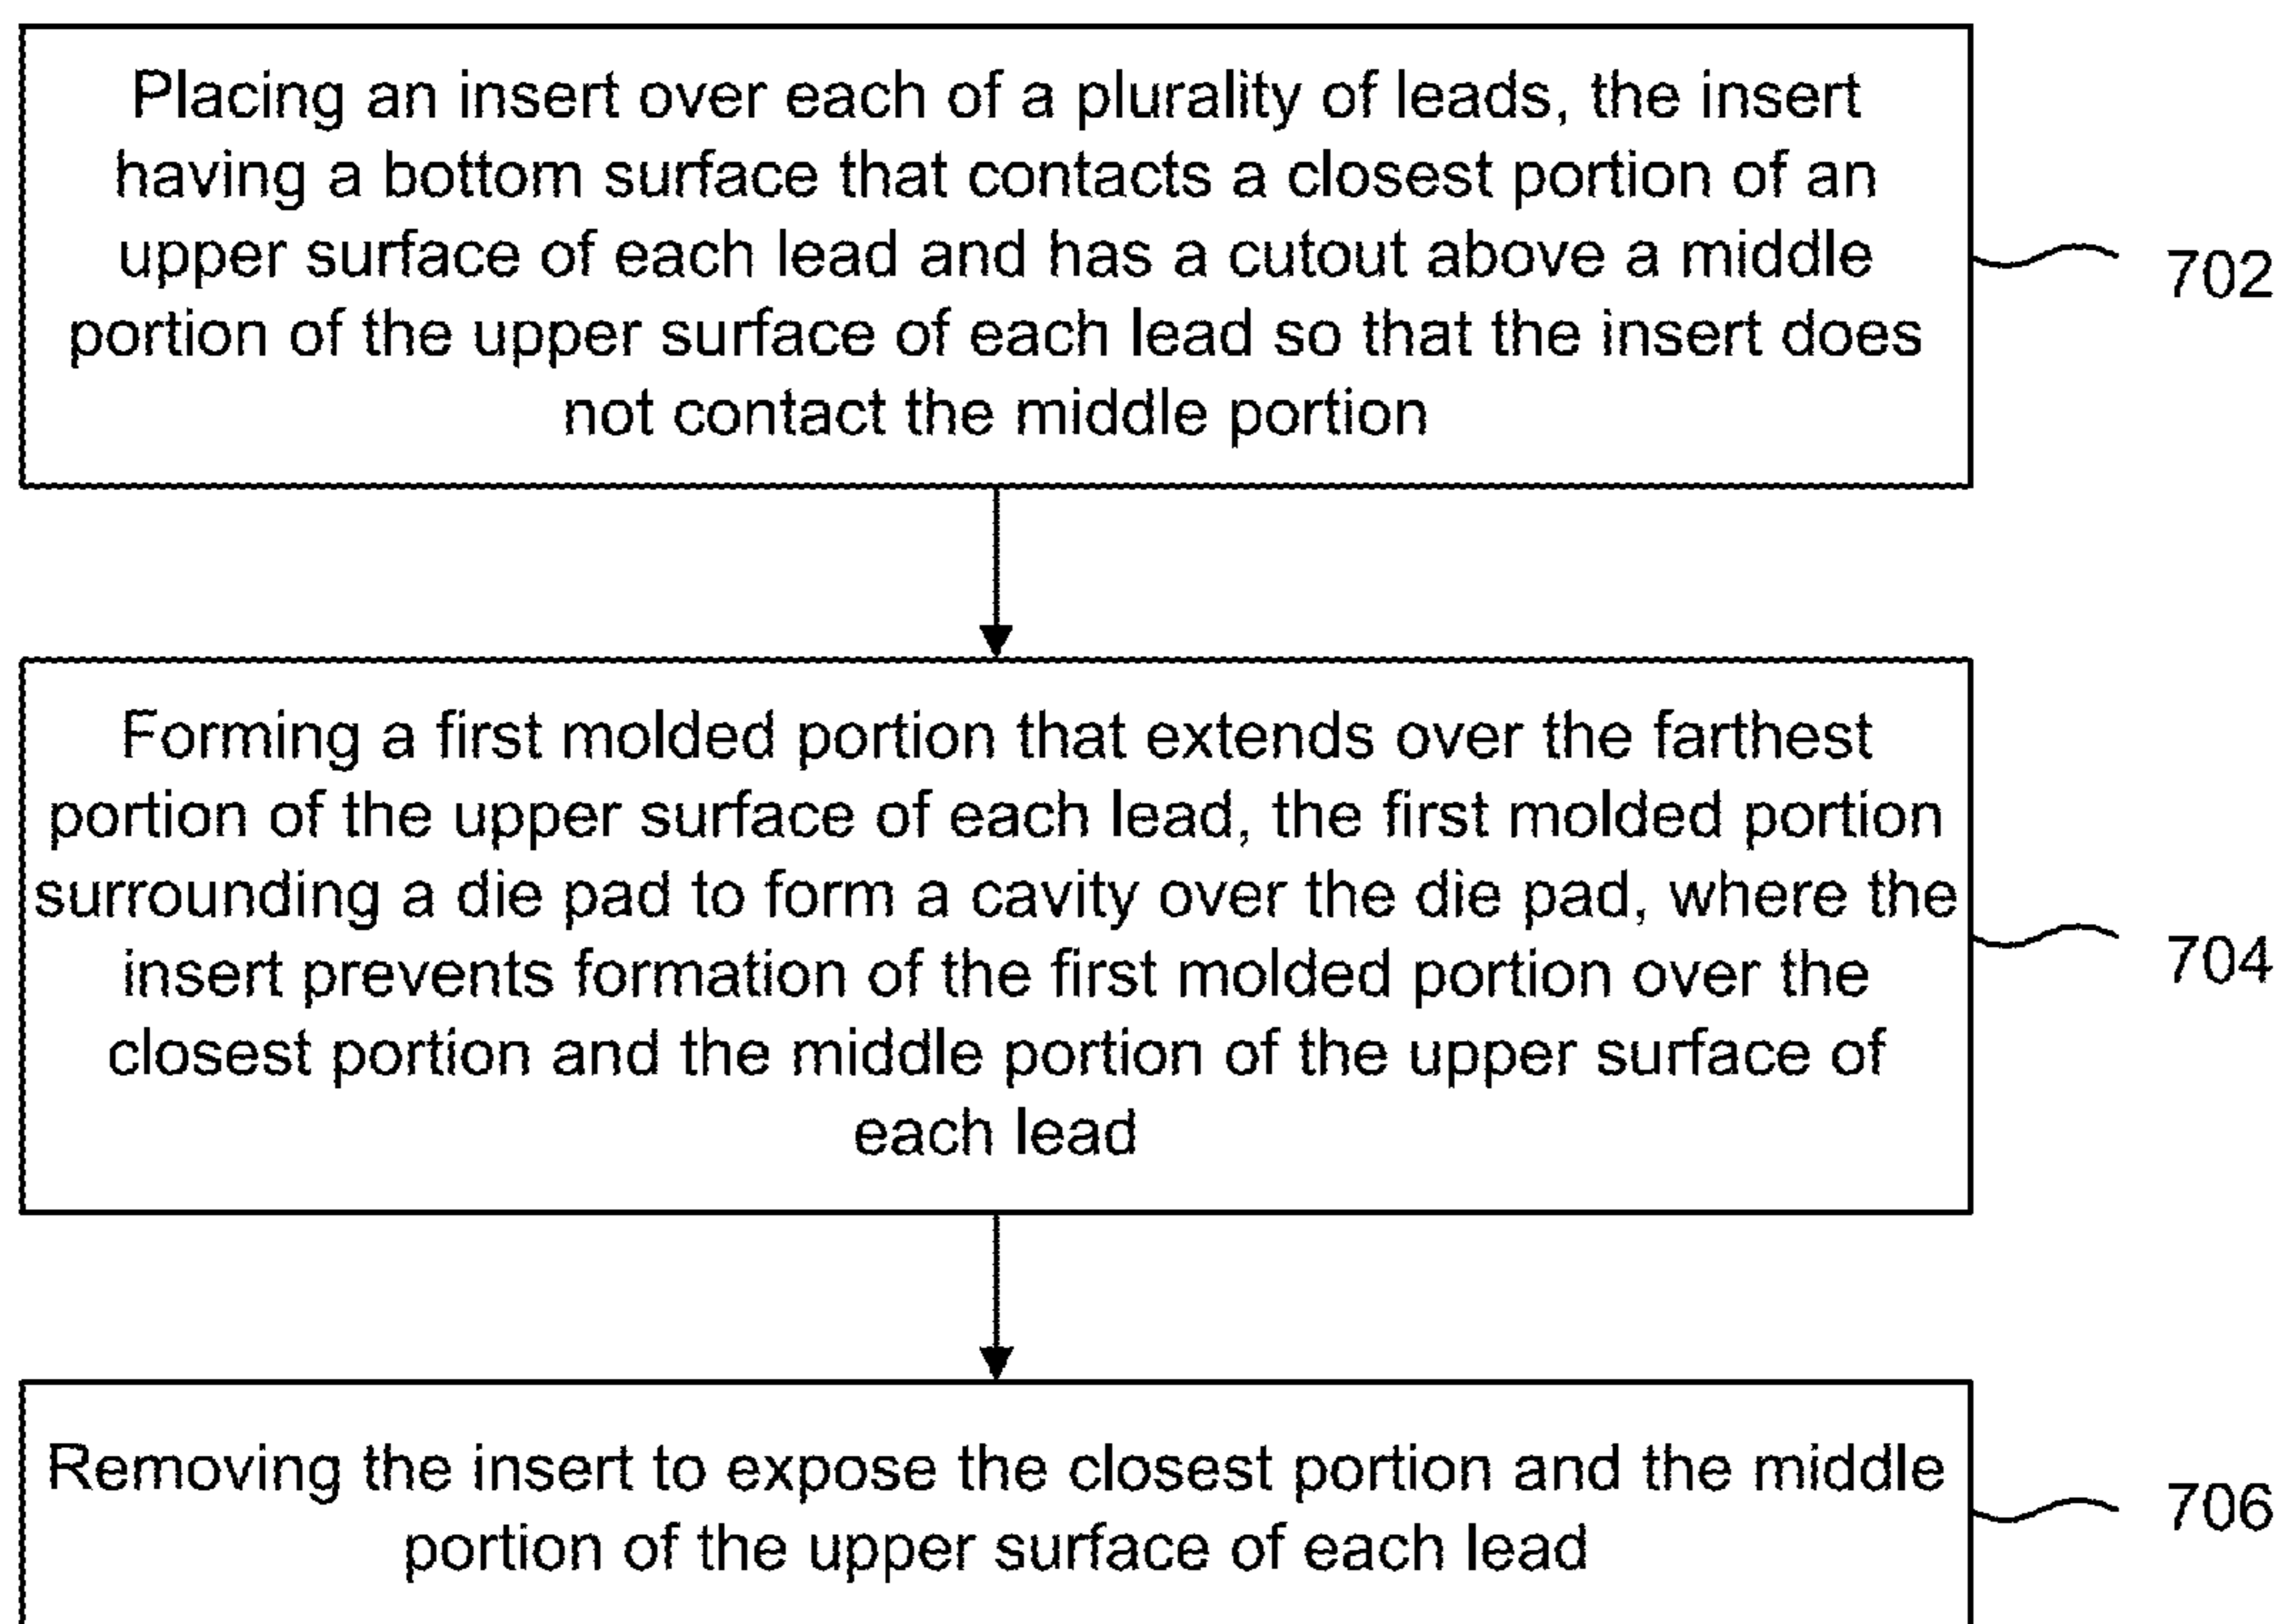 Placing an insert over each of a plurality of leads, the insert
having a bottom surface that contacts a closest portion of an
upper surface of each lead and has a cutout above a middle
portion of the upper surface of each lead so that the insert does
not contact the middle portion
702
Forming a first molded portion that extends over the farthest
portion of the upper surface of each lead, the first molded portion
surrounding a die pad to form a cavity over the die pad, where the
insert prevents formation of the first molded portion over the
closest portion and the middle portion of the upper surface of
each lead
704
Removing the insert to expose the closest portion and the middle
portion of the upper surface of each lead
706